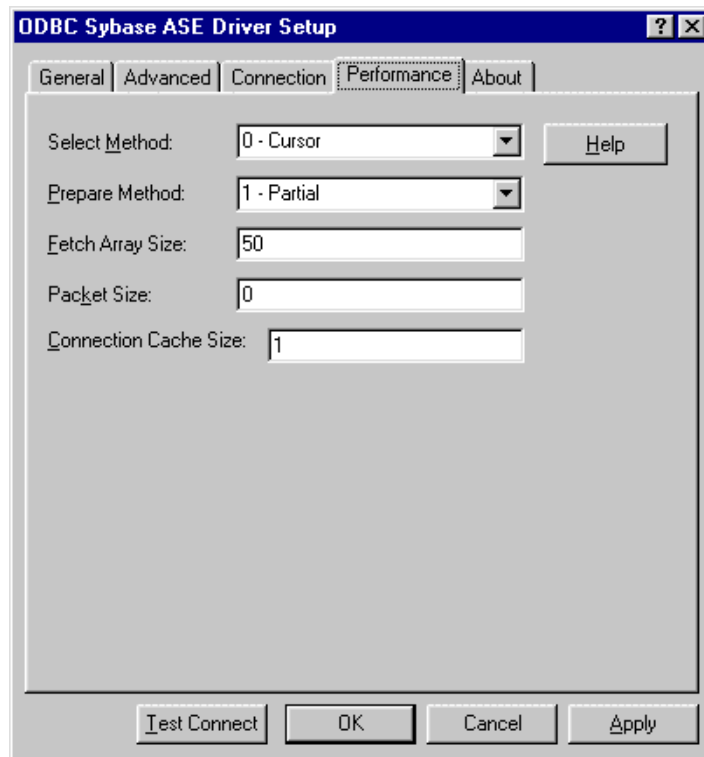 ODBC Sybase ASE Driver Setup
General Advanced Connection Performance About
Select Method: 0 - Cursor Help
Prepare Method: 1 - Partial
Fetch Array Size: 50
Packet Size: 0
Connection Cache Size: 1
Test Connect OK Cancel Apply